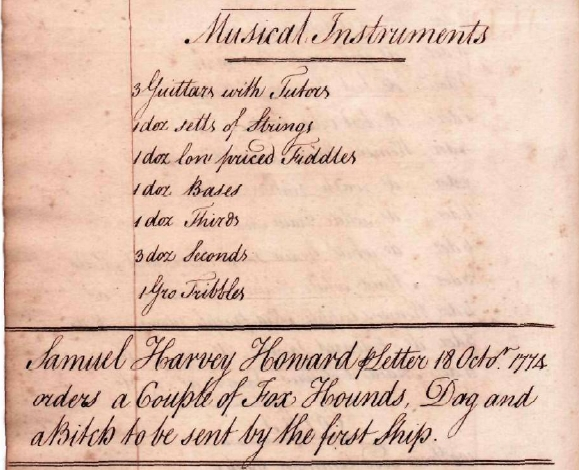 Musical Instruments
3 Guittars with Tutors
1 doz setts of Strings
1 doz low priced Fiddles
1 doz Bases
1 doz Thirds
3 doz Seconds
1 Gro Tribbles
Samuel Harvey Howard ⅌ Letter 18 Octor. 1774
orders a Couple of Fox Hounds, Dog and
a Bitch to be sent by the first Ship.